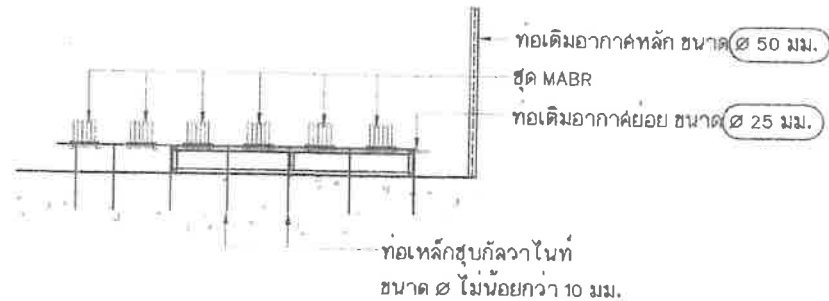 ท่อเติมอากาศหลัก ขนาด Ø 50 มม.
ชุด MABR
ท่อเติมอากาศย่อย ขนาด Ø 25 มม.
ท่อเหล็กชุบกัลวาไนท์
ขนาด Ø ไม่น้อยกว่า 10 มม.